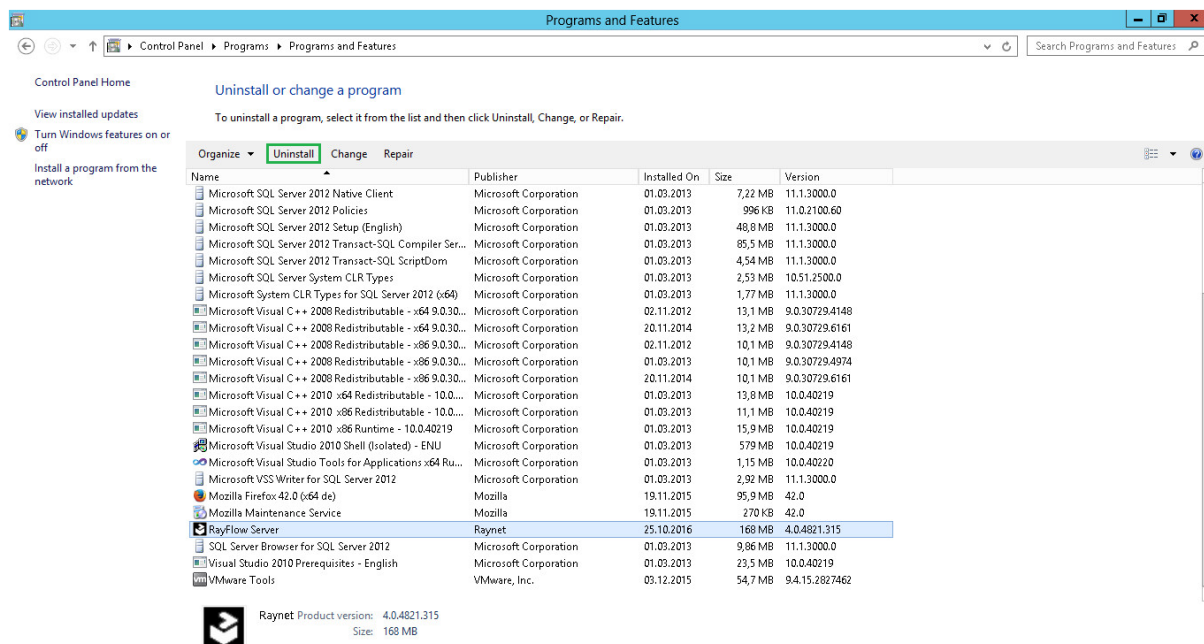 Programs and Features
Control Panel Programs Programs and Features
Search Programs and Features
Control Panel Home
View installed updates
Turn Windows features on or
off
Install a program from the
network
Uninstall or change a program
To uninstall a program, select it from the list and then click Uninstall, Change, or Repair.
Organize Uninstall Change Repair
Name Publisher Installed On Size Version
Microsoft SQL Server 2012 Native Client Microsoft Corporation 01.03.2013 7,22 MB 11.1.3000.0
Microsoft SQL Server 2012 Policies Microsoft Corporation 01.03.2013 996 KB 11.0.2100.60
Microsoft SQL Server 2012 Setup (English) Microsoft Corporation 01.03.2013 48,8 MB 11.1.3000.0
Microsoft SQL Server 2012 Transact-SQL Compiler Ser... Microsoft Corporation 01.03.2013 85,5 MB 11.1.3000.0
Microsoft SQL Server 2012 Transact-SQL ScriptDom Microsoft Corporation 01.03.2013 4,54 MB 11.1.3000.0
Microsoft SQL Server System CLR Types Microsoft Corporation 01.03.2013 2,53 MB 10.51.2500.0
Microsoft System CLR Types for SQL Server 2012 (x64) Microsoft Corporation 01.03.2013 1,77 MB 11.1.3000.0
Microsoft Visual C++ 2008 Redistributable - x64 9.0.30... Microsoft Corporation 02.11.2012 13,1 MB 9.0.30729.4148
Microsoft Visual C++ 2008 Redistributable - x64 9.0.30... Microsoft Corporation 20.11.2014 13,2 MB 9.0.30729.6161
Microsoft Visual C++ 2008 Redistributable - x86 9.0.30... Microsoft Corporation 02.11.2012 10,1 MB 9.0.30729.4148
Microsoft Visual C++ 2008 Redistributable - x86 9.0.30... Microsoft Corporation 01.03.2013 10,1 MB 9.0.30729.4974
Microsoft Visual C++ 2008 Redistributable - x86 9.0.30... Microsoft Corporation 20.11.2014 10,1 MB 9.0.30729.6161
Microsoft Visual C++ 2010 x64 Redistributable - 10.0.... Microsoft Corporation 01.03.2013 13,8 MB 10.0.40219
Microsoft Visual C++ 2010 x86 Redistributable - 10.0.... Microsoft Corporation 01.03.2013 11,1 MB 10.0.40219
Microsoft Visual C++ 2010 x86 Runtime - 10.0.40219 Microsoft Corporation 01.03.2013 15,9 MB 10.0.40219
Microsoft Visual Studio 2010 Shell (Isolated) - ENU Microsoft Corporation 01.03.2013 579 MB 10.0.40219
Microsoft Visual Studio Tools for Applications x64 Ru... Microsoft Corporation 01.03.2013 1,15 MB 10.0.40220
Microsoft VSS Writer for SQL Server 2012 Microsoft Corporation 01.03.2013 2,92 MB 11.1.3000.0
Mozilla Firefox 42.0 (x64 de) Mozilla 19.11.2015 95,9 MB 42.0
Mozilla Maintenance Service Mozilla 19.11.2015 270 KB 42.0
RayFlow Server Raynet 25.10.2016 168 MB 4.0.4821.315
SQL Server Browser for SQL Server 2012 Microsoft Corporation 01.03.2013 9,86 MB 11.1.3000.0
Visual Studio 2010 Prerequisites - English Microsoft Corporation 01.03.2013 23,5 MB 10.0.40219
vm VMware Tools VMware, Inc. 03.12.2015 54,7 MB 9.4.15.2827462
Raynet Product version: 4.0.4821.315
Size: 168 MB